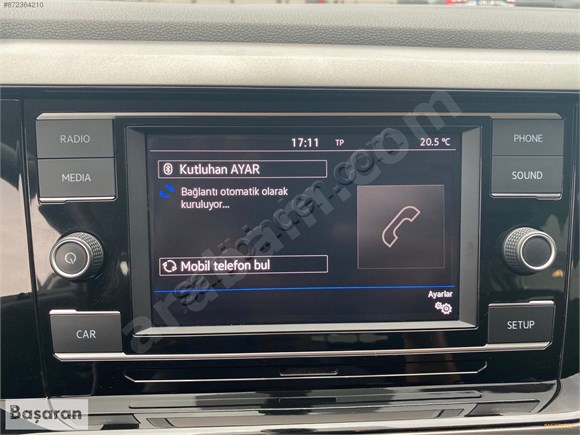 #872364210
RADIO
MEDIA
CAR
17:11 TP 20.5 °C
Kutluhan AYAR
Bağlantı otomatik olarak
kuruluyor...
Mobil telefon bul
Ayarlar
PHONE
SOUND
SETUP
Başaran